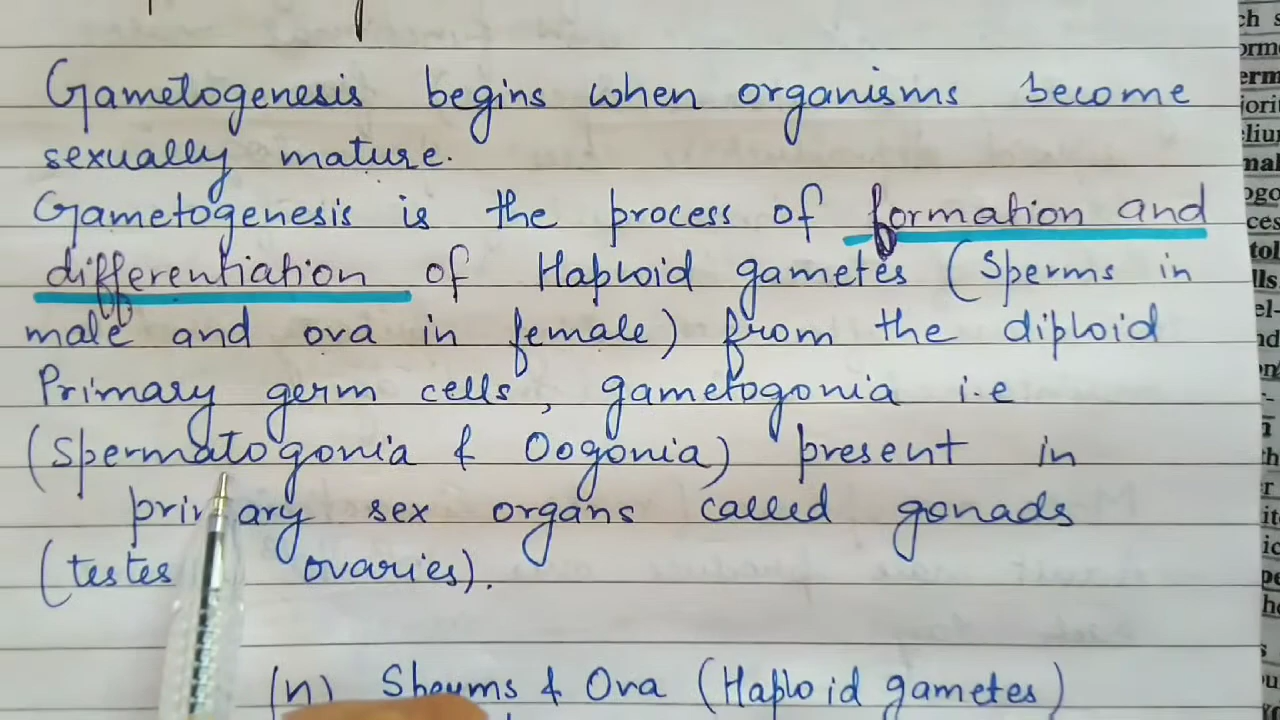 Gametogenesis begins when organisms become
sexually mature.
Gametogenesis is the process of formation and
differentiation of Haploid gametes (Sperms in
male and ova in female) from the diploid
Primary germ cells, gametogonia i.e
(Spermatogonia & Oogonia) present in
primary sex organs called gonads
(testes ovaries).
(n) Sperms & Ova (Haploid gametes)